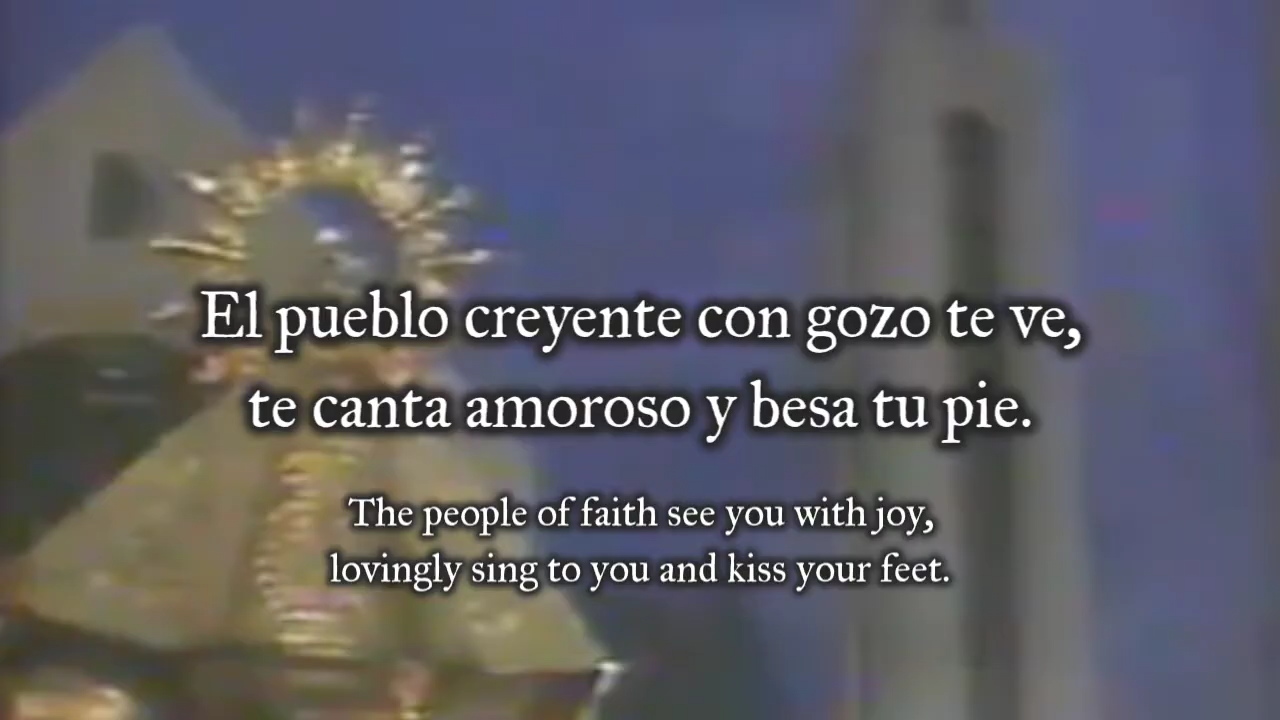 El pueblo creyente con gozo te ve,
te canta amoroso y besa tu pie.
The people of faith see you with joy,
lovingly sing to you and kiss your feet.